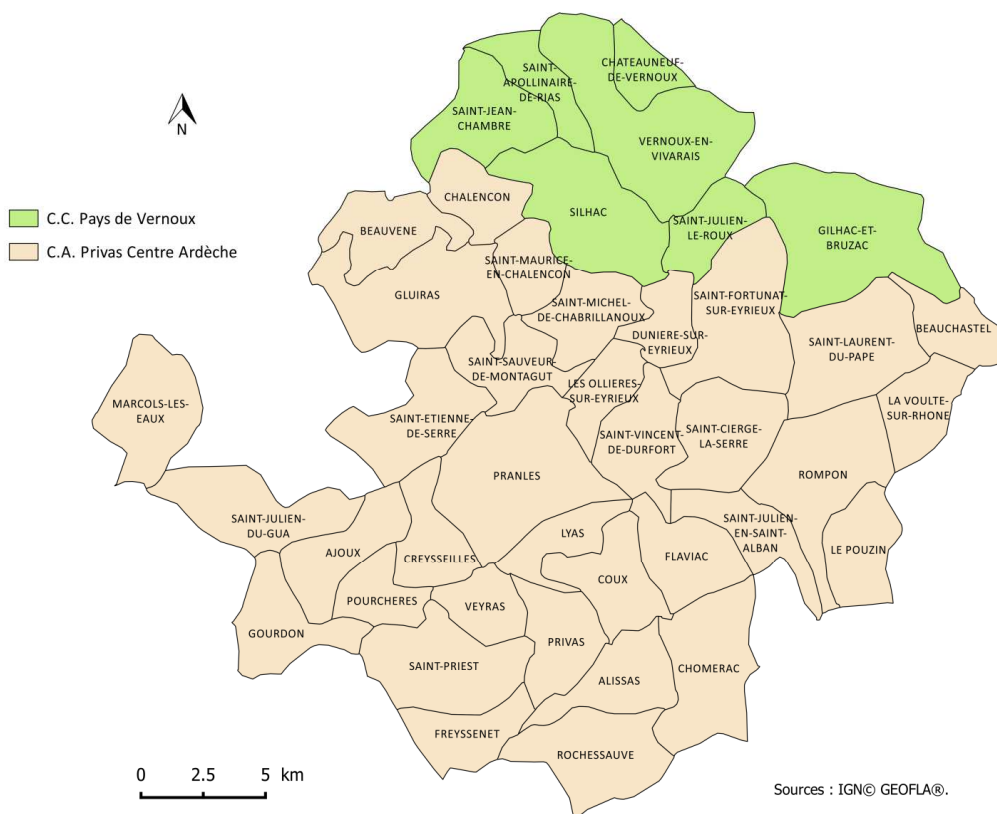 CHATEAUNEUF-
DE-VERNOUX
SAINT-
APOLLINAIRE-
DE-RIAS
SAINT-JEAN-
CHAMBRE
VERNOUX-EN-
VIVARAIS
N
CHALENCON
SILHAC
SAINT-JULIEN-
LE-ROUX
GILHAC-ET-
BRUZAC
C.C. Pays de Vernoux
C.A. Privas Centre Ardèche
BEAUVENE
SAINT-MAURICE-
EN-CHALENCON
GLUIRAS
SAINT-MICHEL-
DE-CHABRILLANOUX
SAINT-FORTUNAT-
SUR-EYRIEUX
BEAUCHASTEL
DUNIERE-SUR-
EYRIEUX
SAINT-LAURENT-
DU-PAPE
SAINT-SAUVEUR-
DE-MONTAGUT
LES OLLIERES-
SUR-EYRIEUX
MARCOLS-LES-
EAUX
LA VOULTE-
SUR-RHONE
SAINT-ETIENNE-
DE-SERRE
SAINT-VINCENT-
DE-DURFORT
SAINT-CIERGE-
LA-SERRE
PRANLES
ROMPON
SAINT-JULIEN-
DU-GUA
SAINT-JULIEN-
EN-SAINT-
ALBAN
LYAS
AJOUX
CREYSSEILLES
FLAVIAC
LE POUZIN
COUX
POURCHERES
VEYRAS
GOURDON
PRIVAS
SAINT-PRIEST
CHOMERAC
ALISSAS
FREYSSENET
ROCHESSAUVE
0 2.5 5 km
Sources : IGN© GEOFLA®.